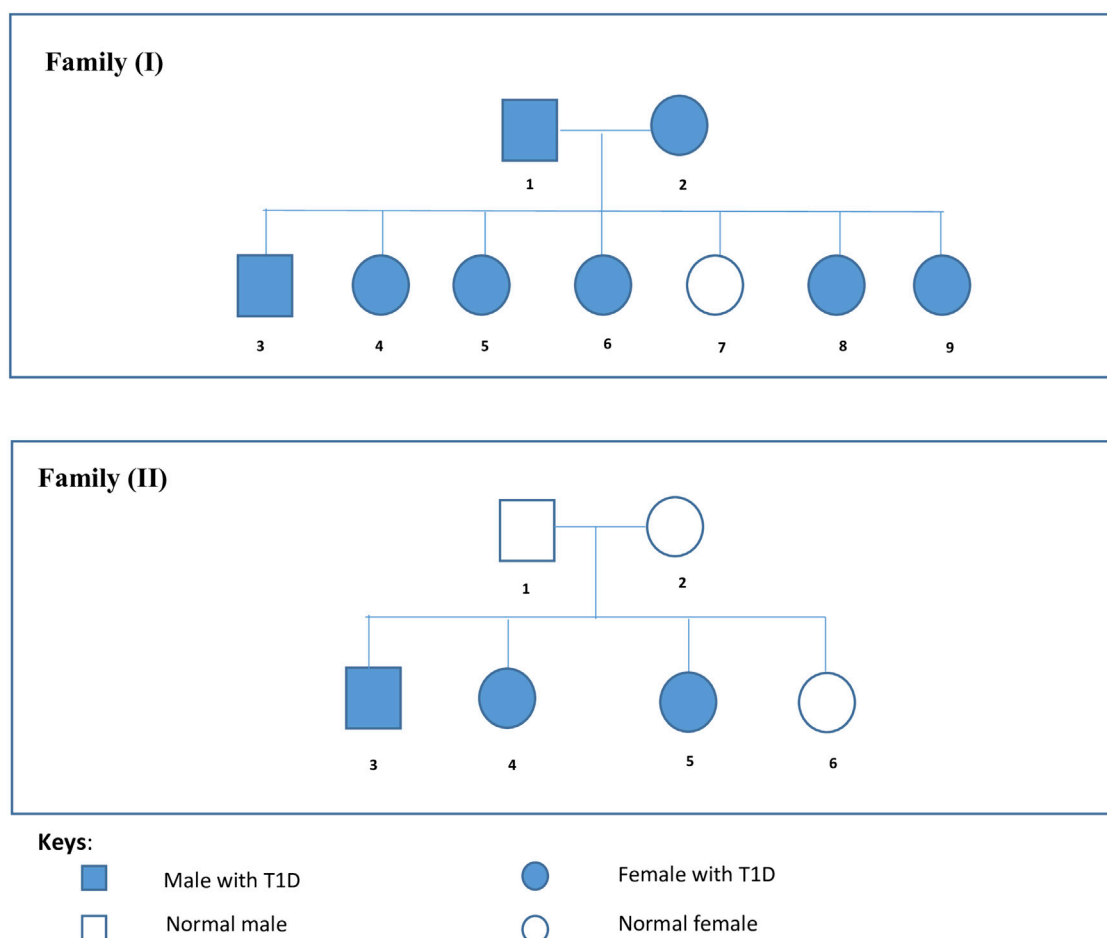 Family (I)
1 2
3 4 5 6 7 8 9
Family (II)
1 2
3 4 5 6
Keys:
Male with T1D Female with T1D
Normal male Normal female